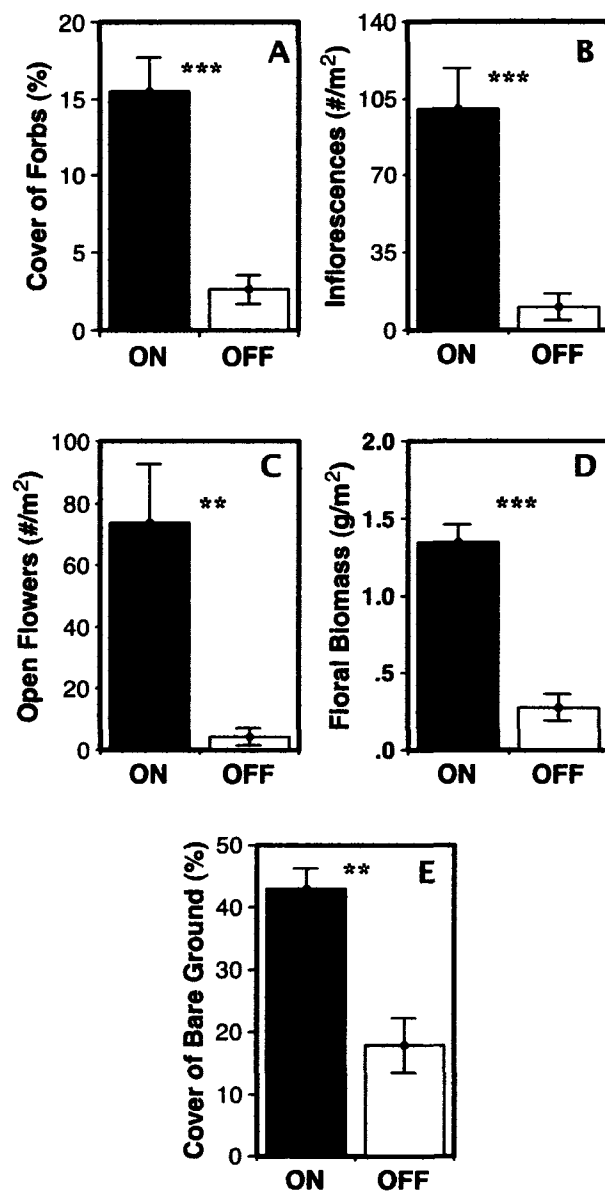 Cover of Forbs (%)
20
15
10
5
0
***
A
ON OFF
Inflorescences (#/m²)
140
105
70
35
0
***
B
ON OFF
Open Flowers (#/m²)
100
80
60
40
20
0
**
C
ON OFF
Floral Biomass (g/m²)
2.0
1.5
1.0
.5
.0
***
D
ON OFF
Cover of Bare Ground (%)
50
40
30
20
10
0
**
E
ON OFF